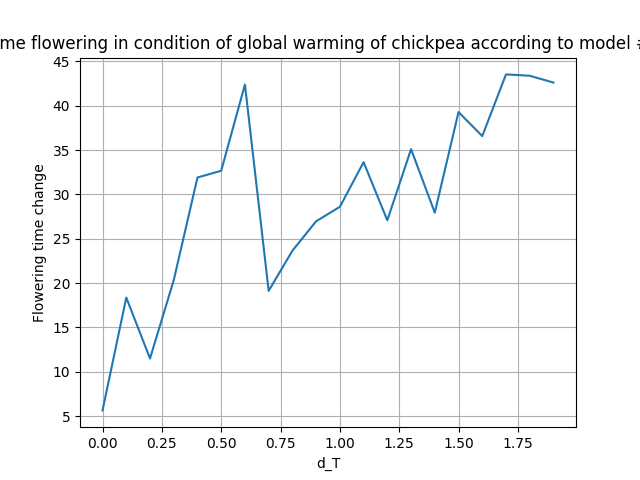 me flowering in condition of global warming of chickpea according to model #
45
40
35
30
25
20
15
10
5
Flowering time change
0.00 0.25 0.50 0.75 1.00 1.25 1.50 1.75
d_T